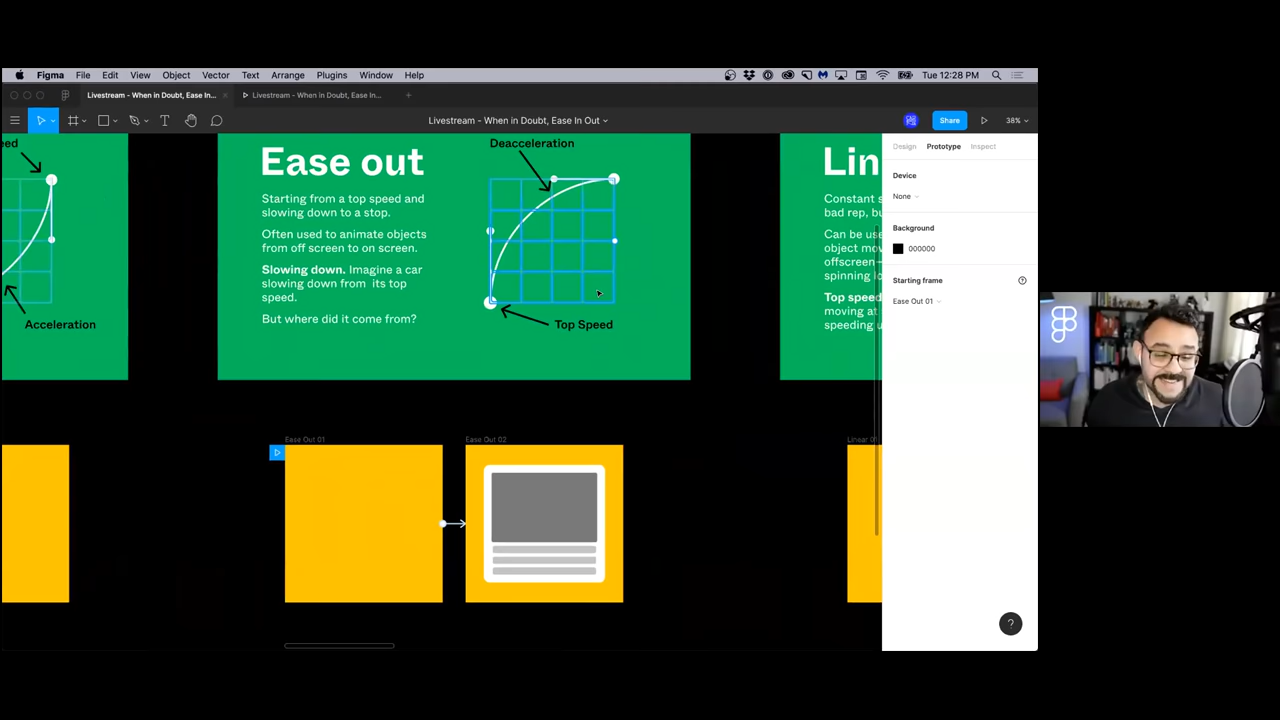 Figma File Edit View Object Vector Text Arrange Plugins Window Help
Tue 12:28 PM
Livestream - When in Doubt, Ease In...
Livestream - When in Doubt, Ease In...
Livestream - When in Doubt, Ease In Out
Share
38%
Design Prototype Inspect
Device
None
Background
000000
Starting frame
Ease Out 01
eed
Acceleration
Ease out
Starting from a top speed and
slowing down to a stop.
Often used to animate objects
from off screen to on screen.
Slowing down. Imagine a car
slowing down from its top
speed.
But where did it come from?
Deacceleration
Top Speed
Lin
Constant s
bad rep, bu
Can be use
object mov
offscreen –
spinning lo
Top speed
moving at
speeding u
Ease Out 01
Ease Out 02
Linear 01
?